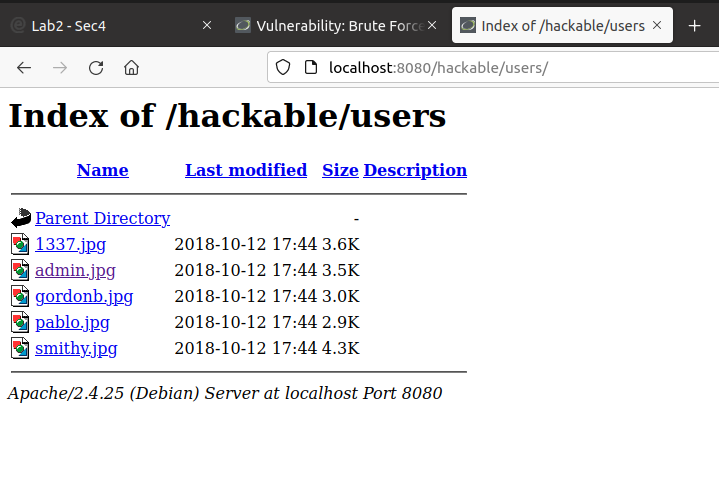 Lab2 - Sec4
Vulnerability: Brute Force
Index of /hackable/users
localhost:8080/hackable/users/
Index of /hackable/users
Name Last modified Size Description
Parent Directory -
1337.jpg 2018-10-12 17:44 3.6K
admin.jpg 2018-10-12 17:44 3.5K
gordonb.jpg 2018-10-12 17:44 3.0K
pablo.jpg 2018-10-12 17:44 2.9K
smithy.jpg 2018-10-12 17:44 4.3K
Apache/2.4.25 (Debian) Server at localhost Port 8080